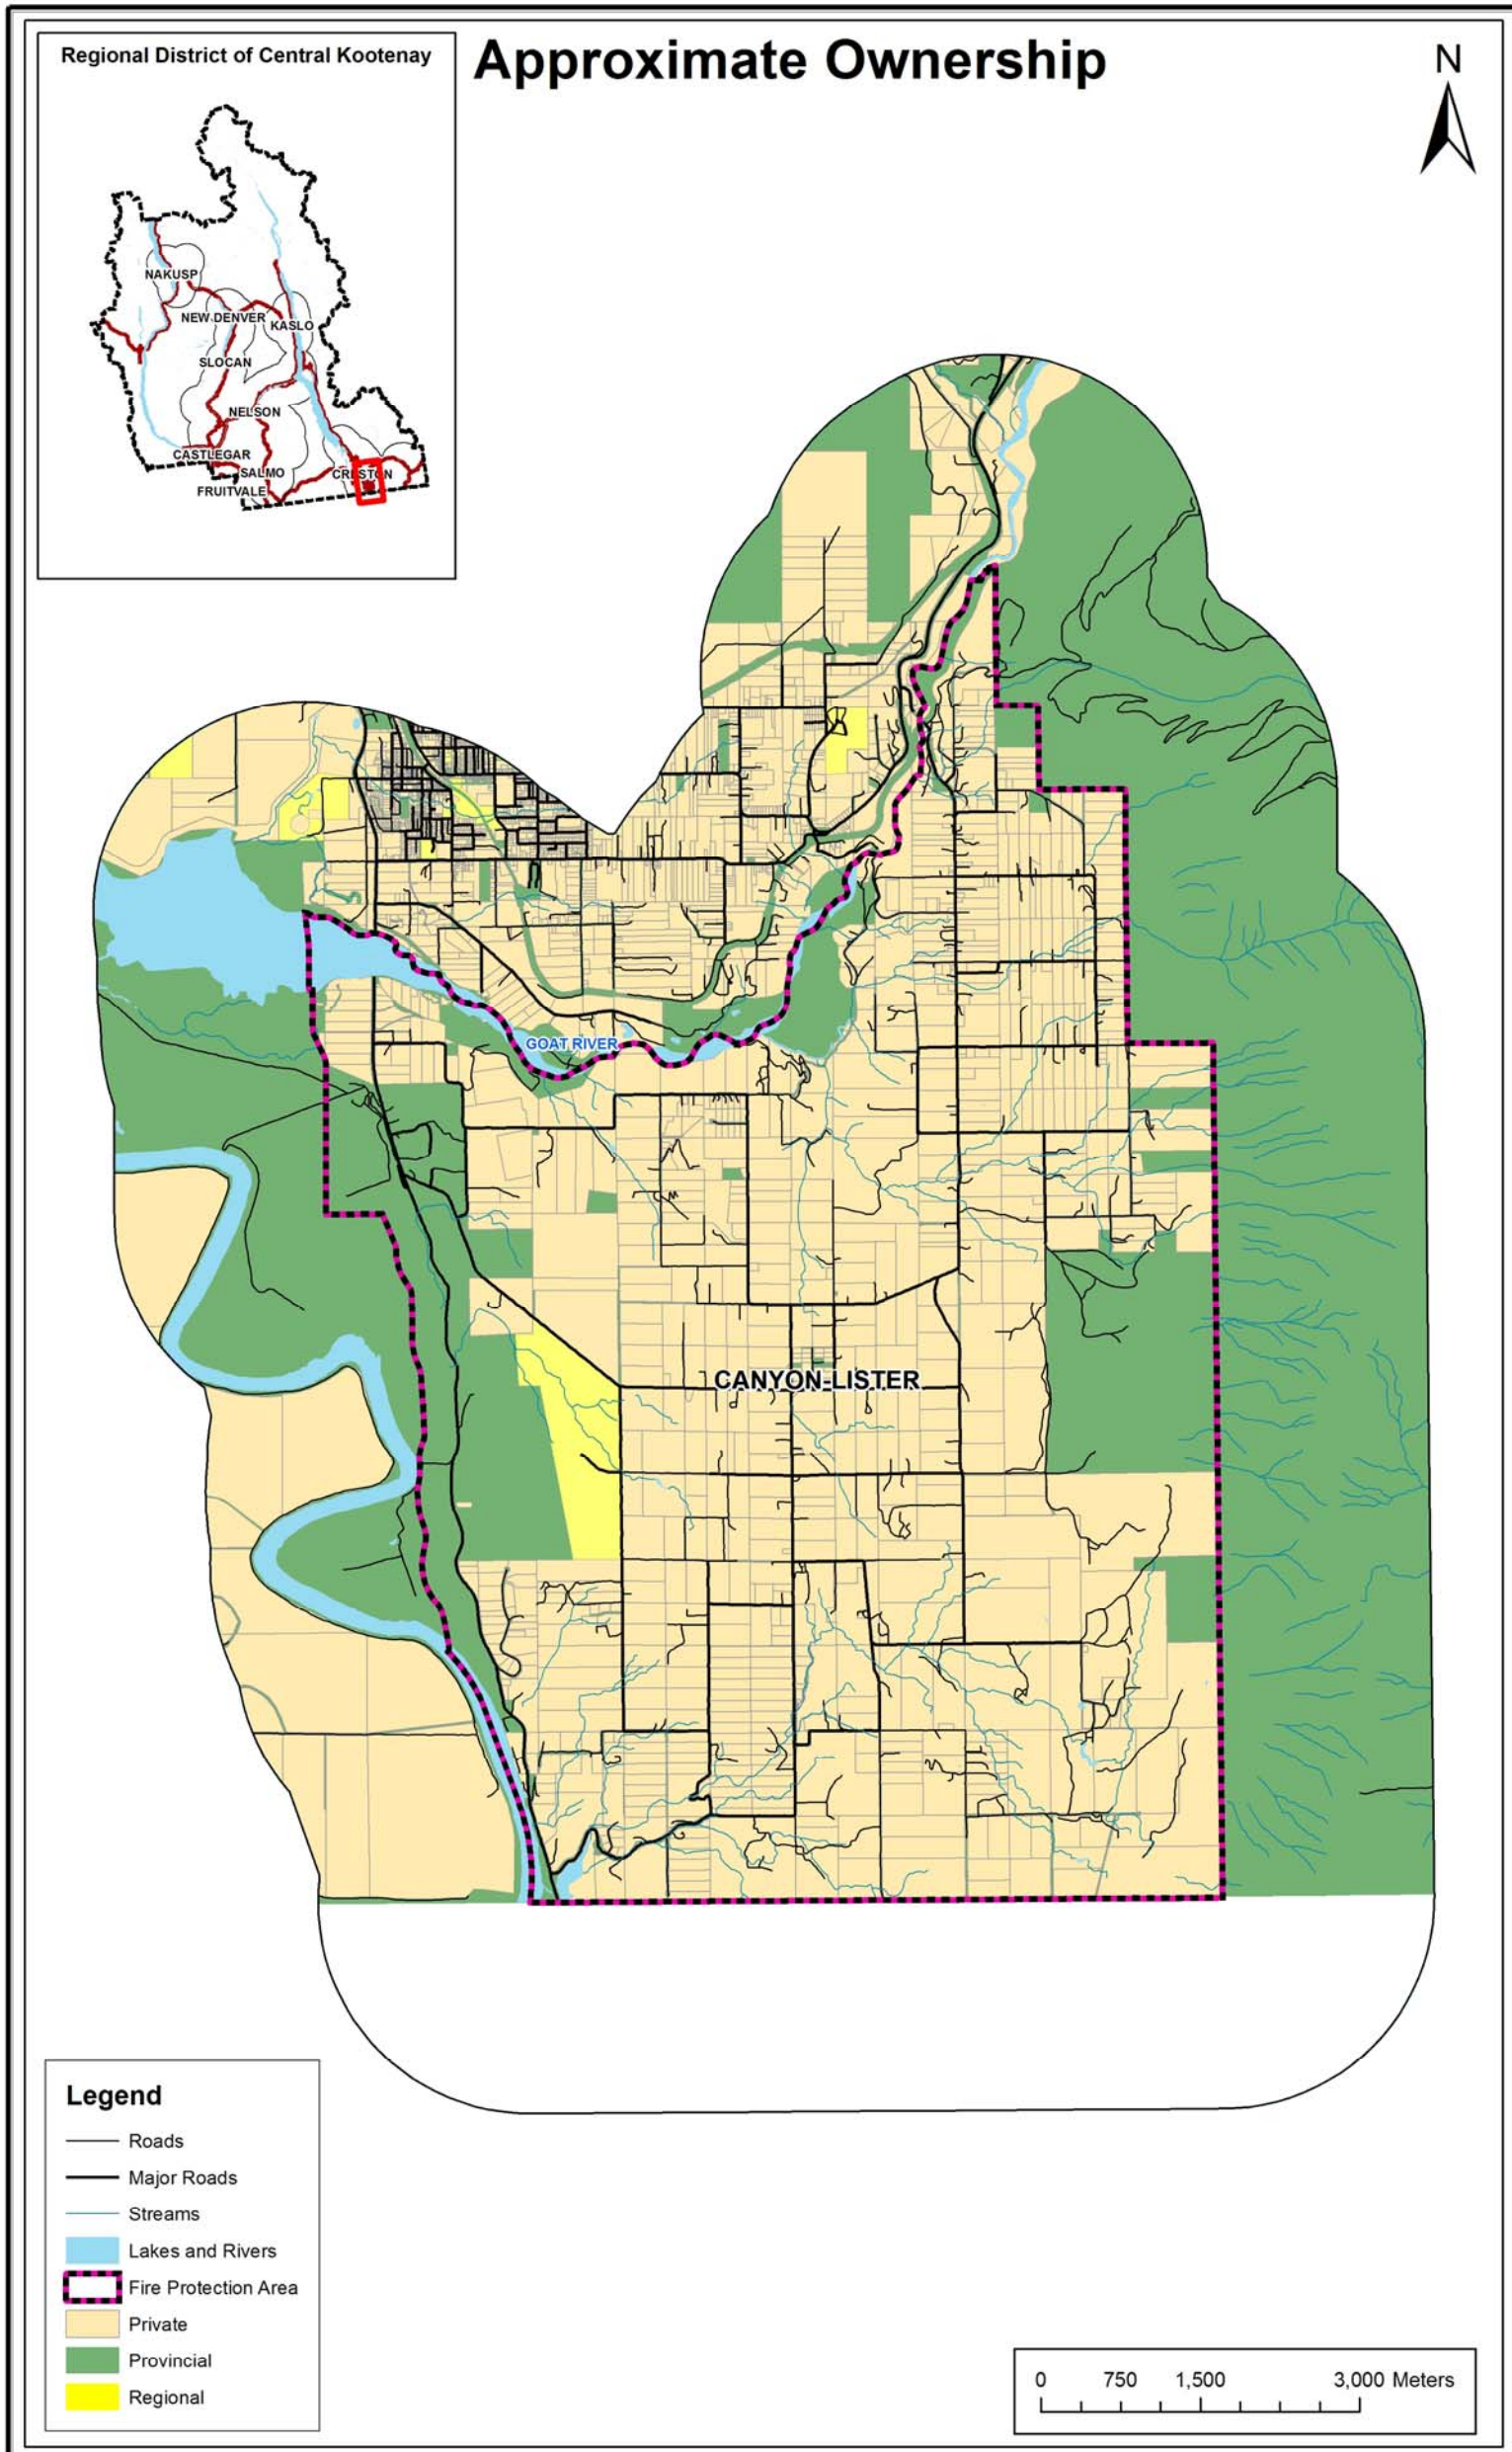 Regional District of Central Kootenay
Approximate Ownership
N
NAKUSP
NEW DENVER
KASLO
SLOCAN
NELSON
CASTLEGAR
SALMO
CRESTON
FRUITVALE
GOAT RIVER
CANYON-LISTER
Legend
Roads
Major Roads
Streams
Lakes and Rivers
Fire Protection Area
Private
Provincial
Regional
0 750 1,500 3,000 Meters